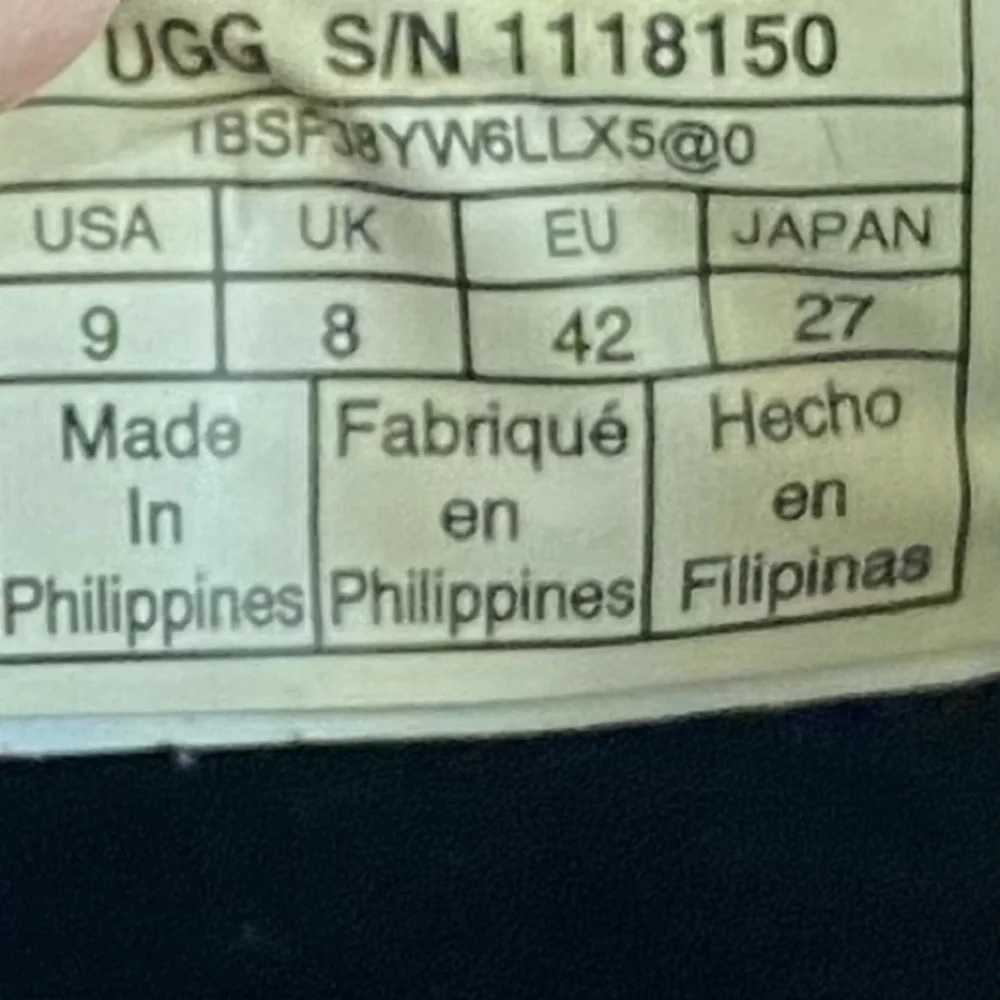 UGG S/N 1118150
1BSF38YW6LLX5@0
USA UK EU JAPAN
9 8 42 27
Made
In
Philippines
Fabriqué
en
Philippines
Hecho
en
Filipinas